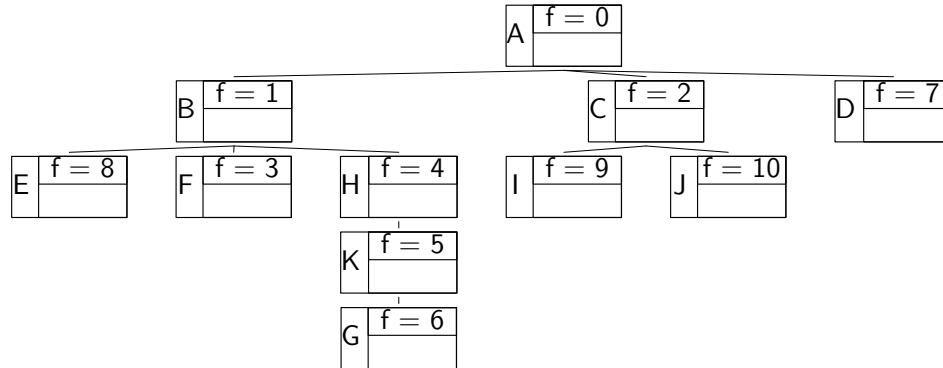 A f = 0
B f = 1
C f = 2
D f = 7
E f = 8
F f = 3
H f = 4
I f = 9
J f = 10
K f = 5
G f = 6